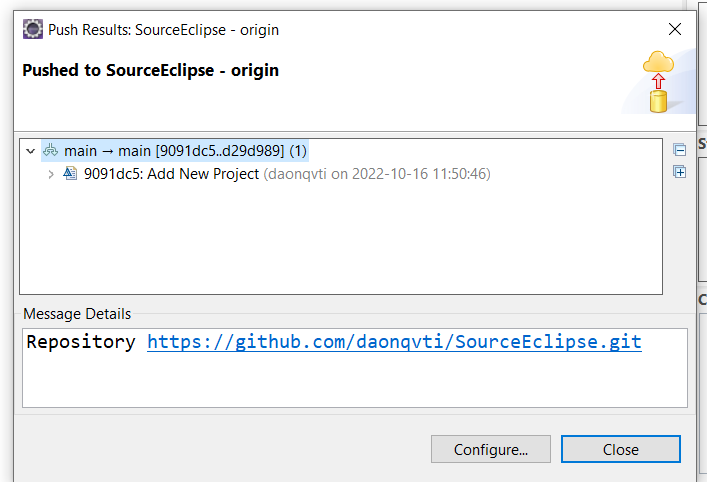 Push Results: SourceEclipse - origin
Pushed to SourceEclipse - origin
main → main [9091dc5..d29d989] (1)
9091dc5: Add New Project (daonqvti on 2022-10-16 11:50:46)
Message Details
Repository https://github.com/daonqvti/SourceEclipse.git
Configure...
Close